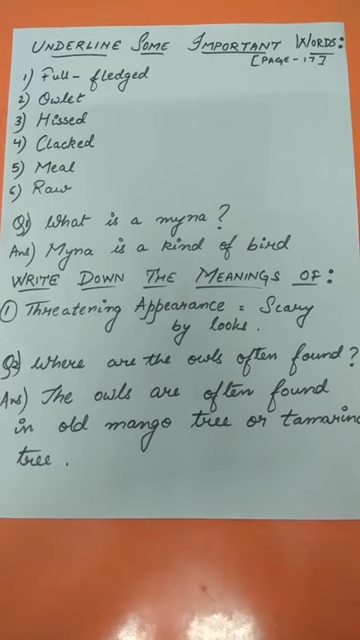 UNDERLINE SOME IMPORTANT WORDS:
[PAGE-17]
1) Full-fledged
2) Owlet
3) Hissed
4) Clacked
5) Meal
6) Raw
Q1) What is a myna?
Ans) Myna is a kind of bird
WRITE DOWN THE MEANINGS OF:
① Threatening Appearance = Scary
by looks.
Q2) Where are the owls often found?
Ans) The owls are often found
in old mango tree or tamarind
tree.